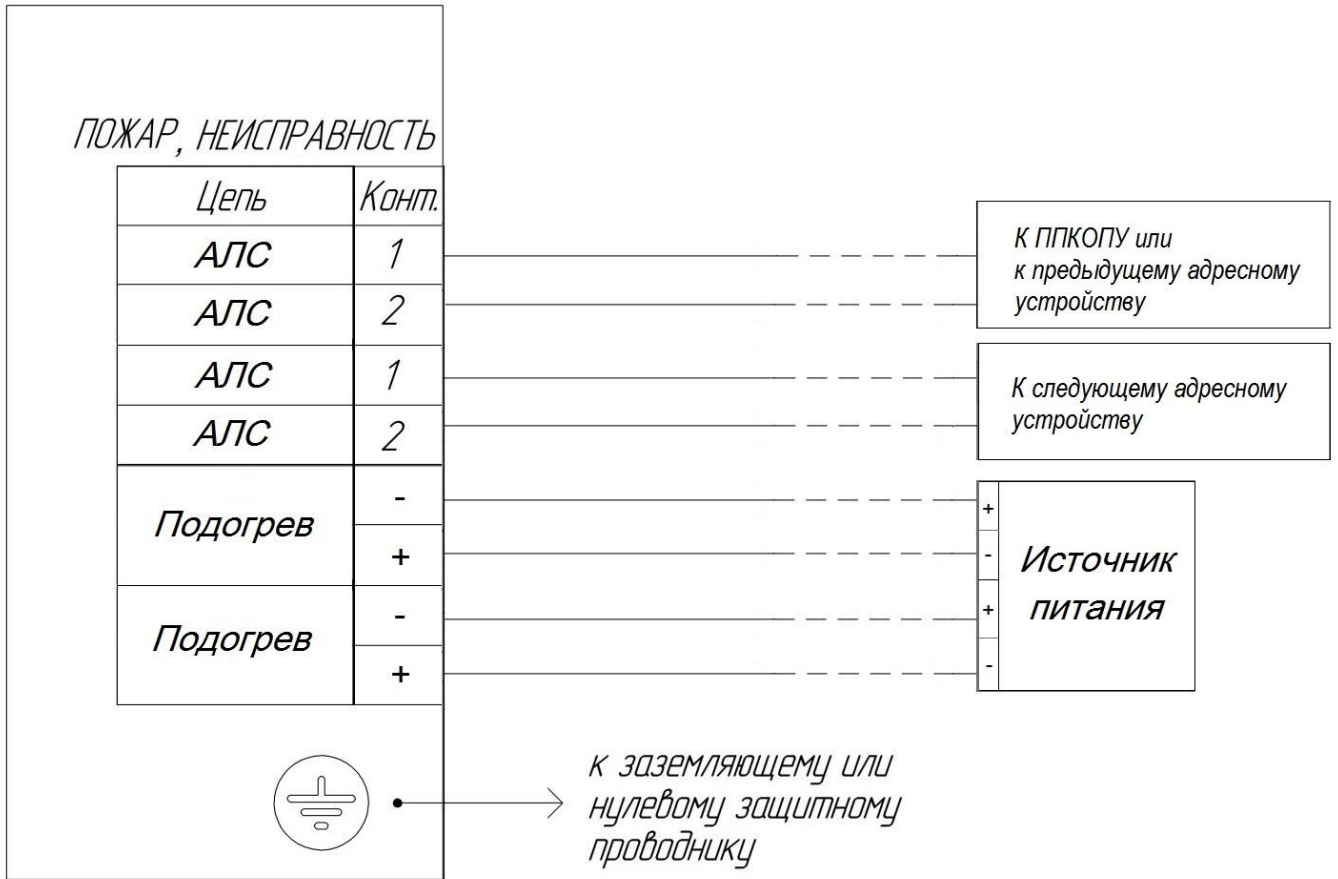 ПОЖАР, НЕИСПРАВНОСТЬ
Цепь Конт.
АЛС 1
АЛС 2
АЛС 1
АЛС 2
Подогрев
-
+
Подогрев
-
+
К ППКОПУ или
к предыдущему адресному
устройству
К следующему адресному
устройству
+
-
+
-
Источник
питания
к заземляющему или
нулевому защитному
проводнику